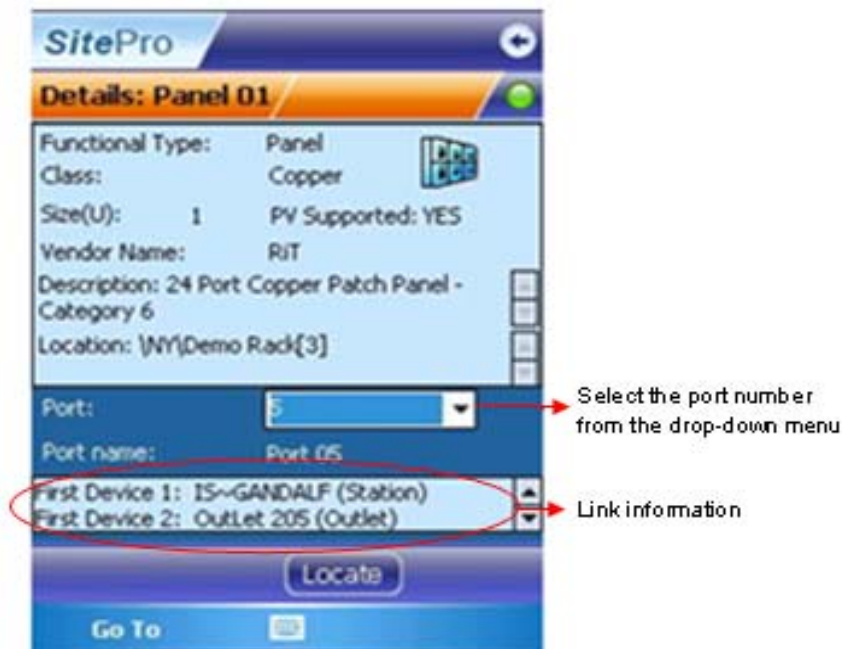 SitePro
Details: Panel 01
Functional Type: Panel
Class: Copper
Size(U): 1 PV Supported: YES
Vendor Name: RiT
Description: 24 Port Copper Patch Panel -
Category 6
Location: \NY\Demo Rack[3]
Port: 5
Select the port number
from the drop-down menu
Port name: Port 05
First Device 1: IS~GANDALF (Station)
First Device 2: OutLet 205 (Outlet)
Link information
Locate
Go To